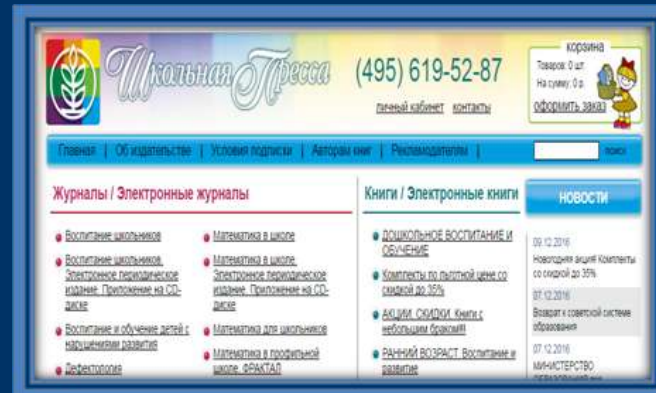 Школьная Пресса
(495) 619-52-87
личный кабинет контакты
корзина
Товаров: 0 шт.
На сумму: 0 р.
оформить заказ
Главная | Об издательстве | Условия подписки | Авторам книг | Рекламодателям |
поиск
Журналы / Электронные журналы
Воспитание школьников
Воспитание школьников.
Электронное периодическое
издание. Приложение на CD-
диске
Воспитание и обучение детей с
нарушениями развития
Дефектология
Математика в школе
Математика в школе.
Электронное периодическое
издание. Приложение на CD-
диске
Математика для школьников
Математика в профильной
школе. ФРАКТАЛ
Книги / Электронные книги
ДОШКОЛЬНОЕ ВОСПИТАНИЕ И
ОБУЧЕНИЕ
Комплекты по льготной цене со
скидкой до 35%
АКЦИИ. СКИДКИ. Книги с
небольшим браком!!!
РАННИЙ ВОЗРАСТ. Воспитание и
развитие
НОВОСТИ
09.12.2016
Новогодняя акция! Комплекты
со скидкой до 35%
07.12.2016
Возврат к советской системе
образования
07.12.2016
МИНИСТЕРСТВО